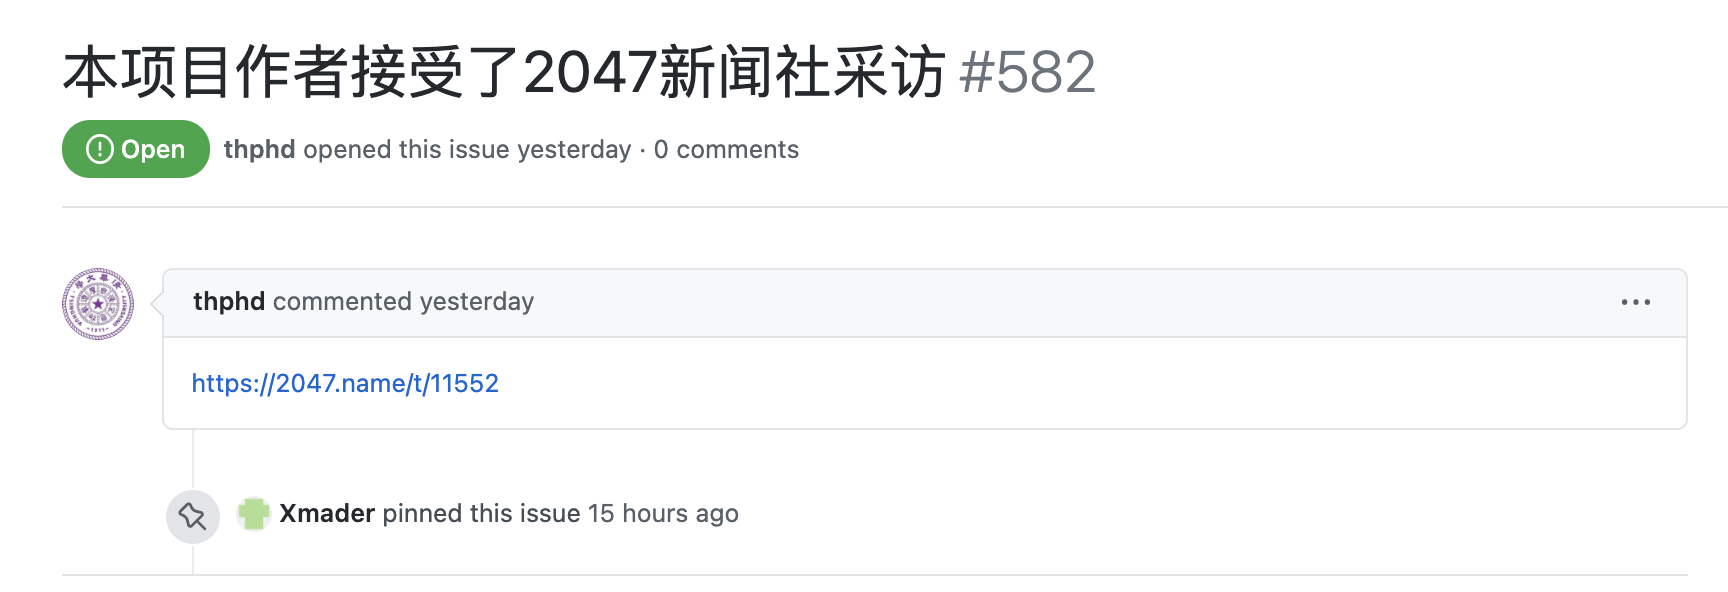 本项目作者接受了2047新闻社采访 #582
Open thphd opened this issue yesterday · 0 comments
thphd commented yesterday
https://2047.name/t/11552
Xmader pinned this issue 15 hours ago